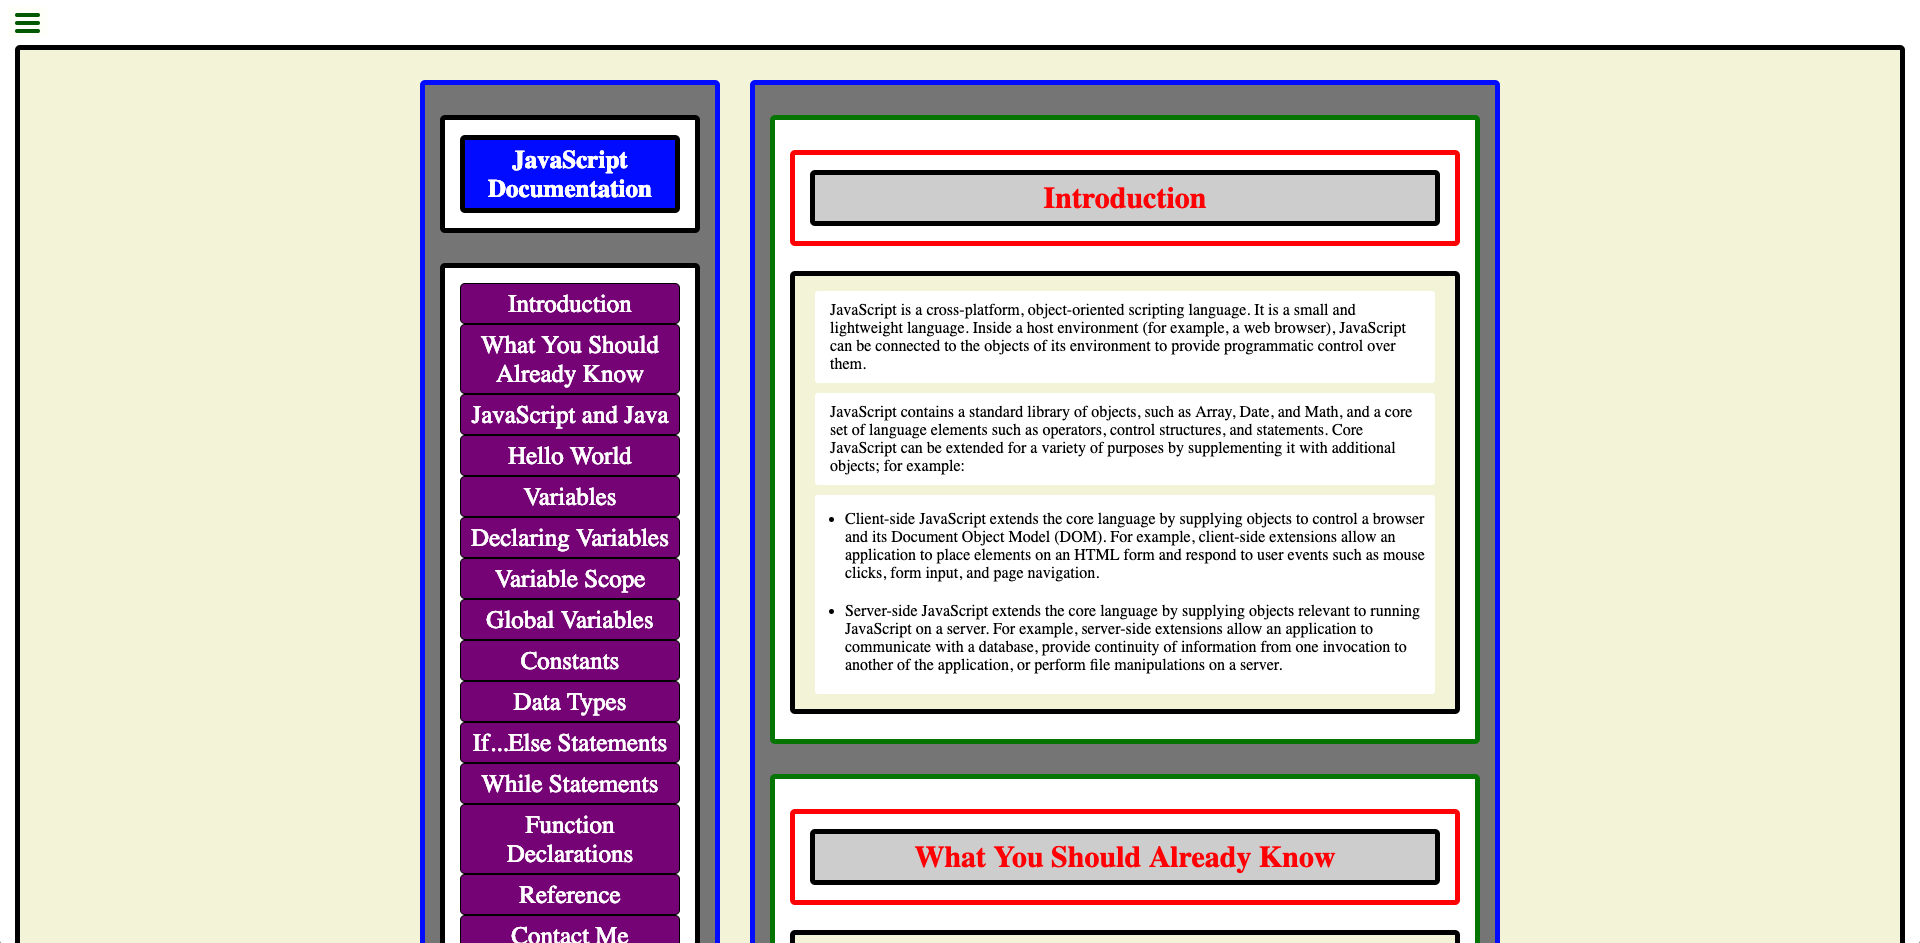 JavaScript
Documentation
Introduction
What You Should
Already Know
JavaScript and Java
Hello World
Variables
Declaring Variables
Variable Scope
Global Variables
Constants
Data Types
If...Else Statements
While Statements
Function
Declarations
Reference
Contact Me
Introduction
JavaScript is a cross-platform, object-oriented scripting language. It is a small and
lightweight language. Inside a host environment (for example, a web browser), JavaScript
can be connected to the objects of its environment to provide programmatic control over
them.
JavaScript contains a standard library of objects, such as Array, Date, and Math, and a core
set of language elements such as operators, control structures, and statements. Core
JavaScript can be extended for a variety of purposes by supplementing it with additional
objects; for example:
• Client-side JavaScript extends the core language by supplying objects to control a browser
and its Document Object Model (DOM). For example, client-side extensions allow an
application to place elements on an HTML form and respond to user events such as mouse
clicks, form input, and page navigation.
• Server-side JavaScript extends the core language by supplying objects relevant to running
JavaScript on a server. For example, server-side extensions allow an application to
communicate with a database, provide continuity of information from one invocation to
another of the application, or perform file manipulations on a server.
What You Should Already Know